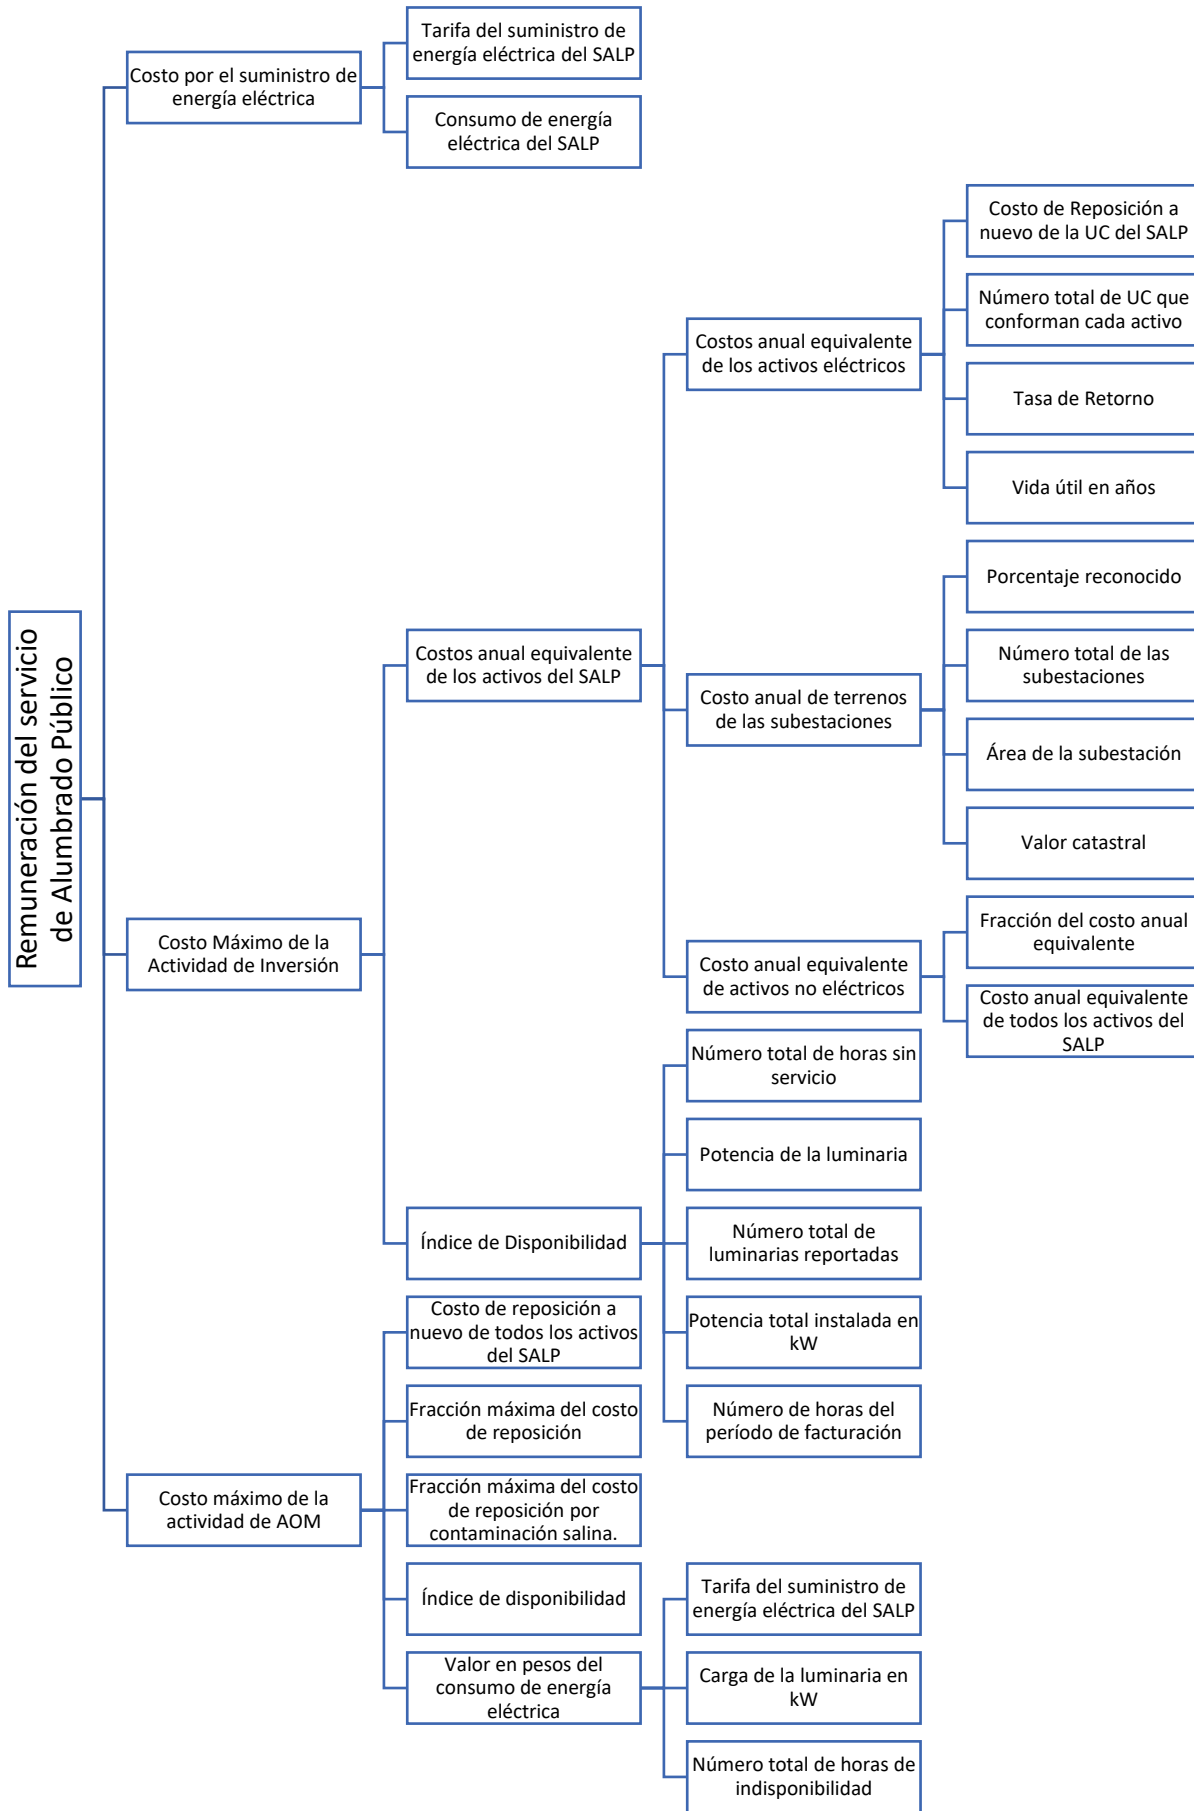 Remuneración del servicio
de Alumbrado Público
Costo por el suministro de
energía eléctrica
Tarifa del suministro de
energía eléctrica del SALP
Consumo de energía
eléctrica del SALP
Costo Máximo de la
Actividad de Inversión
Costos anual equivalente
de los activos del SALP
Costos anual equivalente
de los activos eléctricos
Costo de Reposición a
nuevo de la UC del SALP
Número total de UC que
conforman cada activo
Tasa de Retorno
Vida útil en años
Costo anual de terrenos
de las subestaciones
Porcentaje reconocido
Número total de las
subestaciones
Área de la subestación
Valor catastral
Costo anual equivalente
de activos no eléctricos
Fracción del costo anual
equivalente
Costo anual equivalente
de todos los activos del
SALP
Índice de Disponibilidad
Número total de horas sin
servicio
Potencia de la luminaria
Número total de
luminarias reportadas
Potencia total instalada en
kW
Número de horas del
período de facturación
Costo máximo de la
actividad de AOM
Costo de reposición a
nuevo de todos los activos
del SALP
Fracción máxima del costo
de reposición
Fracción máxima del costo
de reposición por
contaminación salina.
Índice de disponibilidad
Valor en pesos del
consumo de energía
eléctrica
Tarifa del suministro de
energía eléctrica del SALP
Carga de la luminaria en
kW
Número total de horas de
indisponibilidad